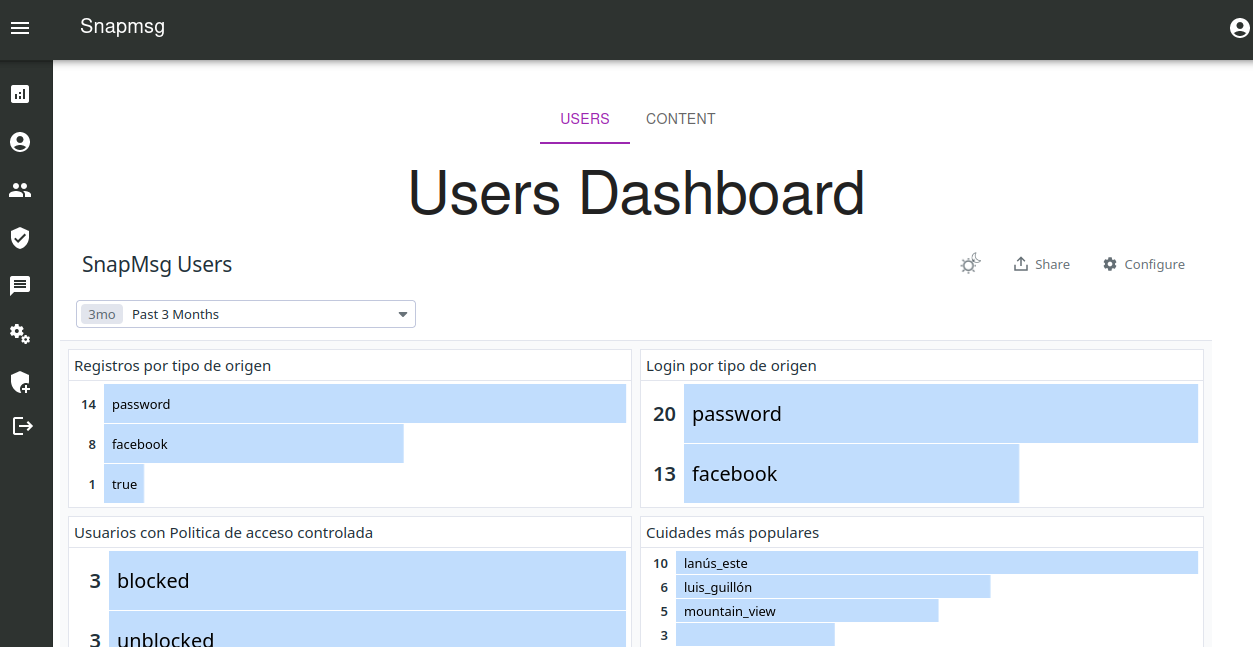 Snapmsg
USERS
CONTENT
Users Dashboard
SnapMsg Users
Share
Configure
3mo Past 3 Months
Registros por tipo de origen
14 password
8 facebook
1 true
Login por tipo de origen
20 password
13 facebook
Usuarios con Politica de acceso controlada
3 blocked
3 unblocked
Cuidades más populares
10 lanús_este
6 luis_guillón
5 mountain_view
3